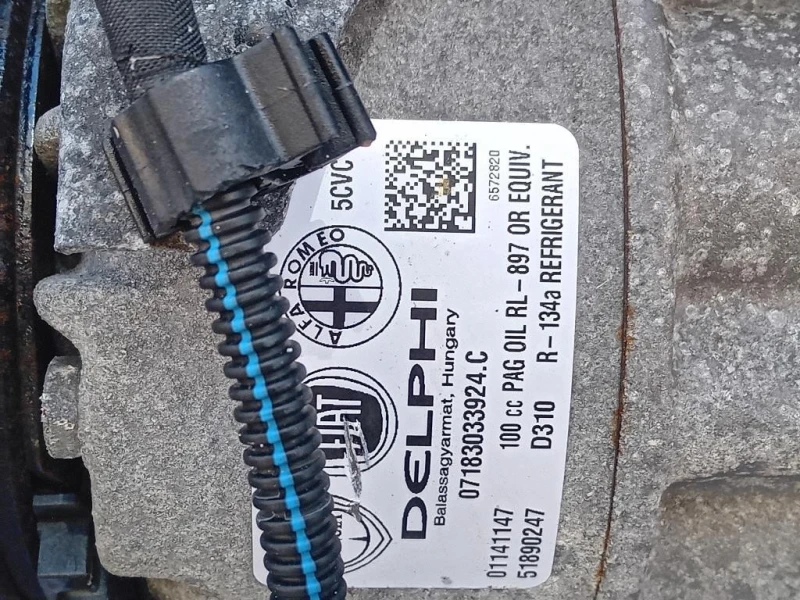 5CVC
6572820
ALFA ROMEO
FIAT
DELPHI
Balassagyarmat, Hungary
07183033924.C
100 cc PAG OIL RL-897 OR EQUIV.
D310 R-134a REFRIGERANT
01141147
51890247